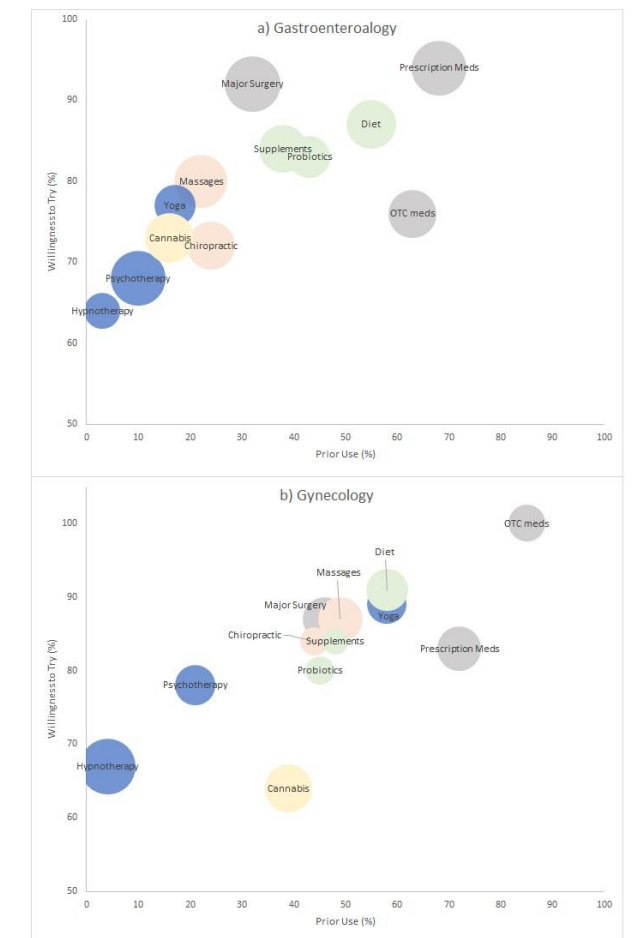 a) Gastroenteroalogy
100
90
80
70
60
50
Willingness to Try (%)
Major Surgery
Prescription Meds
Diet
Supplements
Probiotics
Massages
Yoga
OTC meds
Cannabis
Chiropractic
Psychotherapy
Hypnotherapy
0 10 20 30 40 50 60 70 80 90 100
Prior Use (%)
b) Gynecology
100
90
80
70
60
50
Willingness to Try (%)
OTC meds
Diet
Massages
Major Surgery
Yoga
Chiropractic
Supplements
Prescription Meds
Probiotics
Psychotherapy
Hypnotherapy
Cannabis
0 10 20 30 40 50 60 70 80 90 100
Prior Use (%)